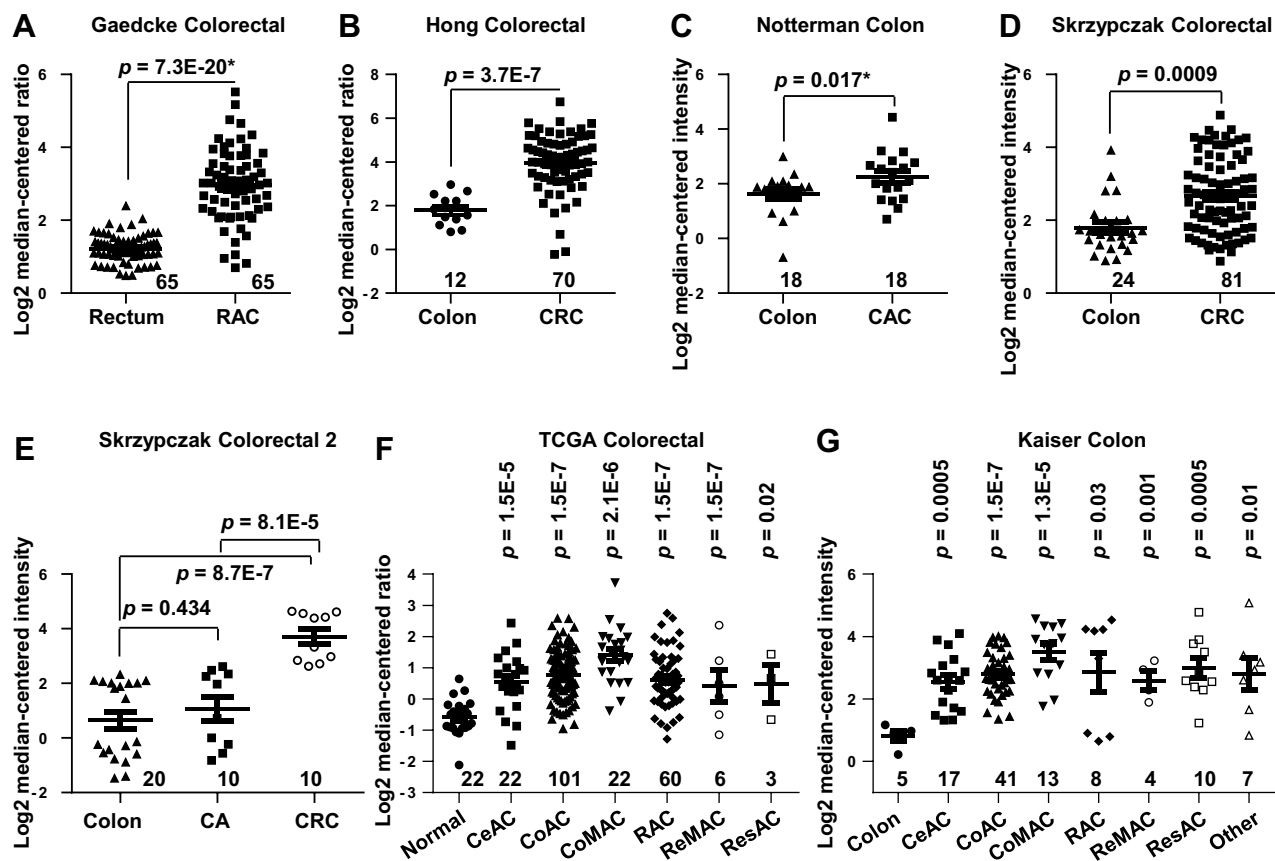 A Gaedcke Colorectal
p = 7.3E-20*
Log2 median-centered ratio
6
4
2
0
65 65
Rectum RAC
B Hong Colorectal
p = 3.7E-7
Log2 median-centered ratio
8
6
4
2
0
-2
12 70
Colon CRC
C Notterman Colon
p = 0.017*
Log2 median-centered intensity
6
4
2
0
-2
18 18
Colon CAC
D Skrzypczak Colorectal
p = 0.0009
Log2 median-centered intensity
6
4
2
0
24 81
Colon CRC
E Skrzypczak Colorectal 2
p = 8.1E-5
p = 8.7E-7
p = 0.434
Log2 median-centered intensity
6
4
2
0
-2
20 10 10
Colon CA CRC
F TCGA Colorectal
p = 1.5E-5
p = 1.5E-7
p = 2.1E-6
p = 1.5E-7
p = 1.5E-7
p = 0.02
Log2 median-centered ratio
4
3
2
1
0
-1
-2
-3
22 22 101 22 60 6 3
Normal CeAC CoAC CoMAC RAC ReMAC ResAC
G Kaiser Colon
p = 0.0005
p = 1.5E-7
p = 1.3E-5
p = 0.03
p = 0.001
p = 0.0005
p = 0.01
Log2 median-centered intensity
6
4
2
0
5 17 41 13 8 4 10 7
Colon CeAC CoAC CoMAC RAC ReMAC ResAC Other